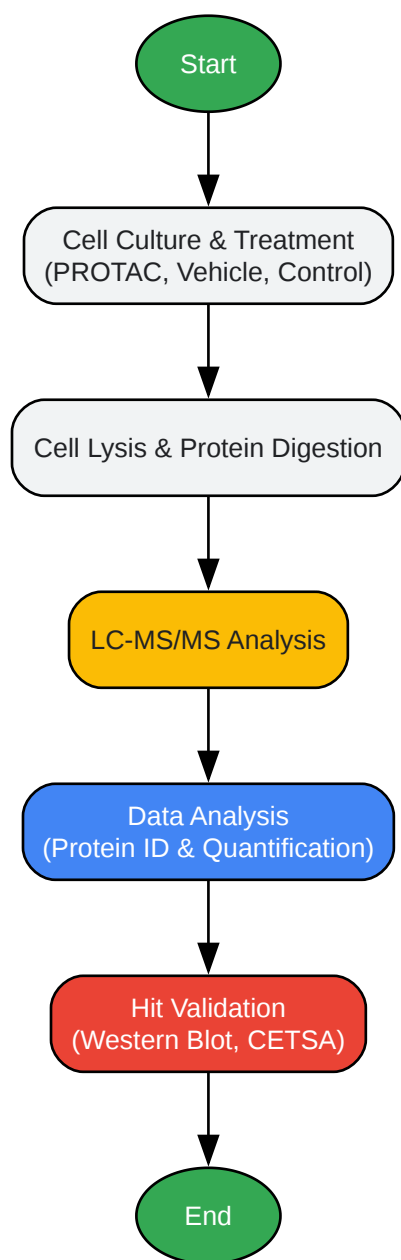 Start
Cell Culture & Treatment
(PROTAC, Vehicle, Control)
Cell Lysis & Protein Digestion
LC-MS/MS Analysis
Data Analysis
(Protein ID & Quantification)
Hit Validation
(Western Blot, CETSA)
End